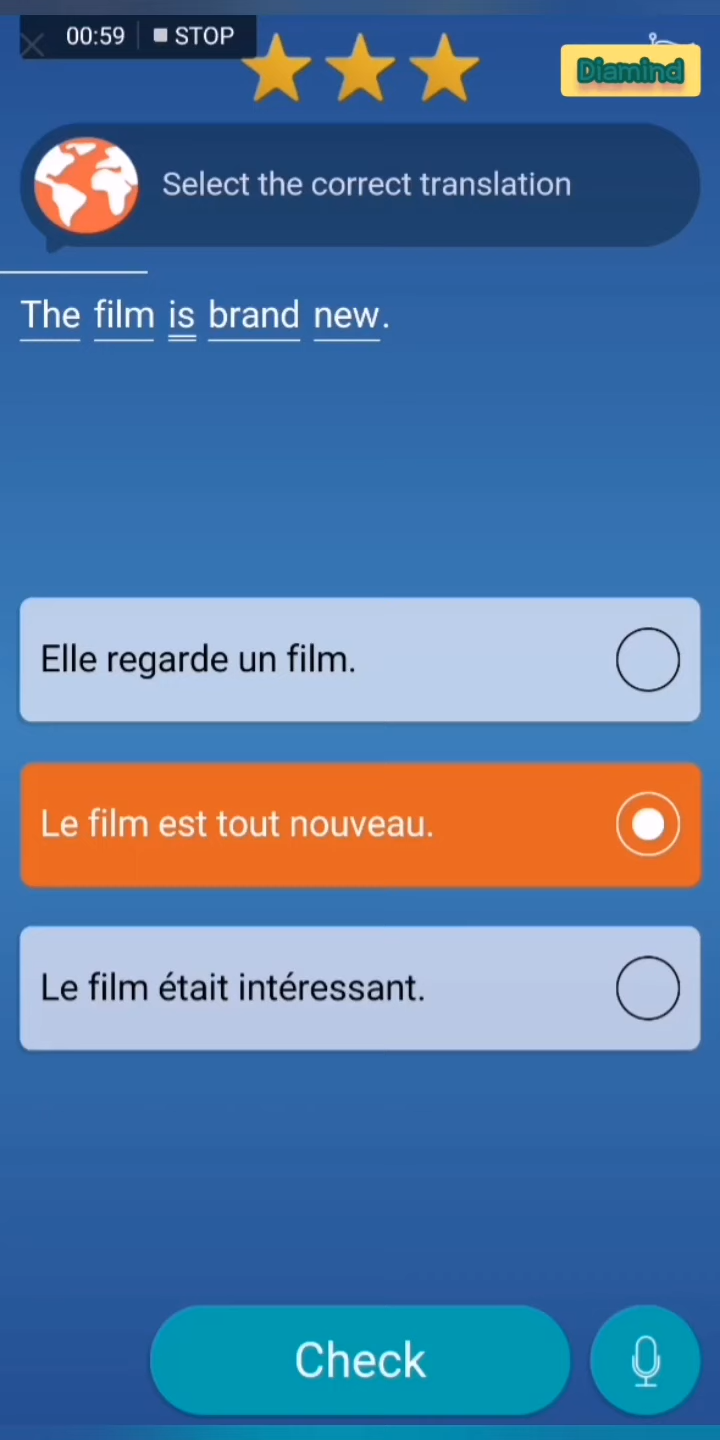 00:59 STOP
Diamind
Select the correct translation
The film is brand new.
Elle regarde un film.
Le film est tout nouveau.
Le film était intéressant.
Check